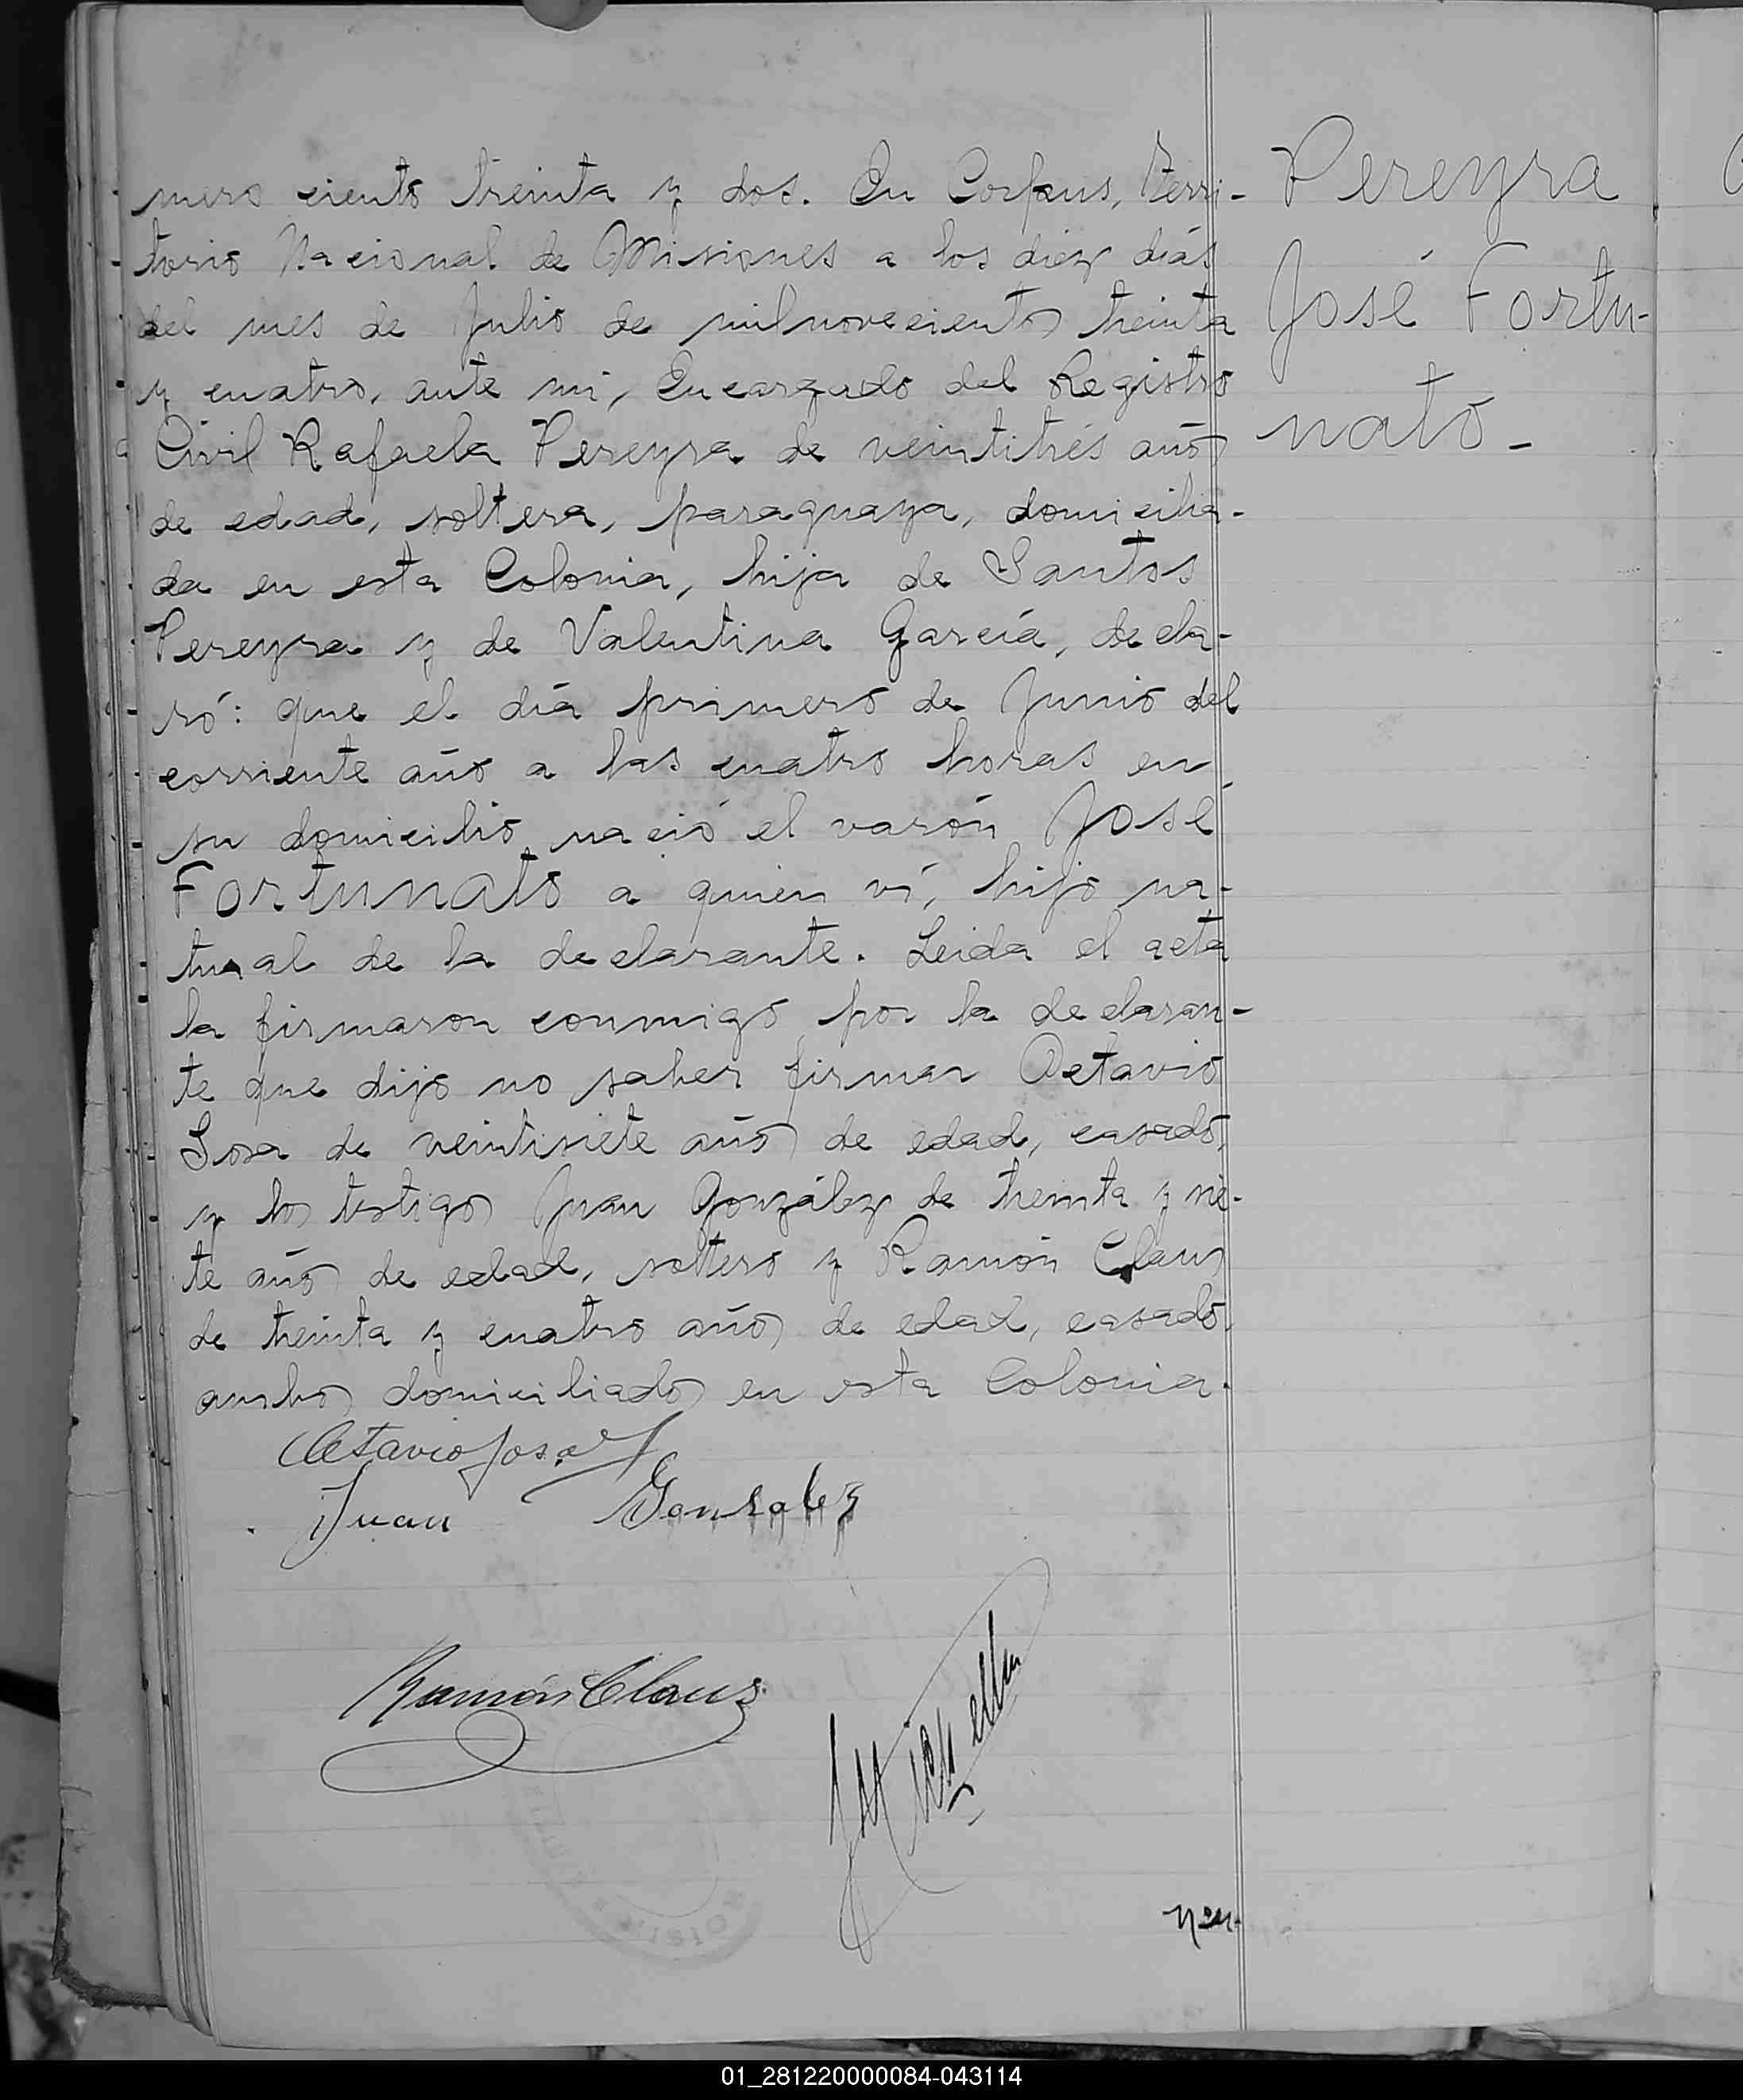 Pereyra
José Fortu-
nato-
mero ciento treinta y dos. En Corpus, Terri-
torio Nacional de Misiones a los diez días
del mes de Julio de mil novecientos treinta
y cuatro, ante mi, Encargado del Registro
Civil Rafaela Pereyra de veintitrés años
de edad, soltera, paraguaya, domicilia-
da en esta Colonia, hija de Santos
Pereyra y de Valentina García, decla-
ró: que el día primero de Junio del
corriente año a las cuatro horas en
su domicilio nació el varón José
Fortunato a quien ví, hijo na-
tural de la declarante. Leida el acta
la firmaron conmigo por la declaran-
te que dijo no saber firmar Octavio
Sosa de veintisiete años de edad, casado,
y los testigos Juan González de treinta y sie-
te años de edad, soltero y Ramón Claus
de treinta y cuatro años de edad, casado,
ambos domiciliados en esta Colonia.
Octavio Sosa
Juan Gonzalez
Ramón Claus
01_281220000084-043114